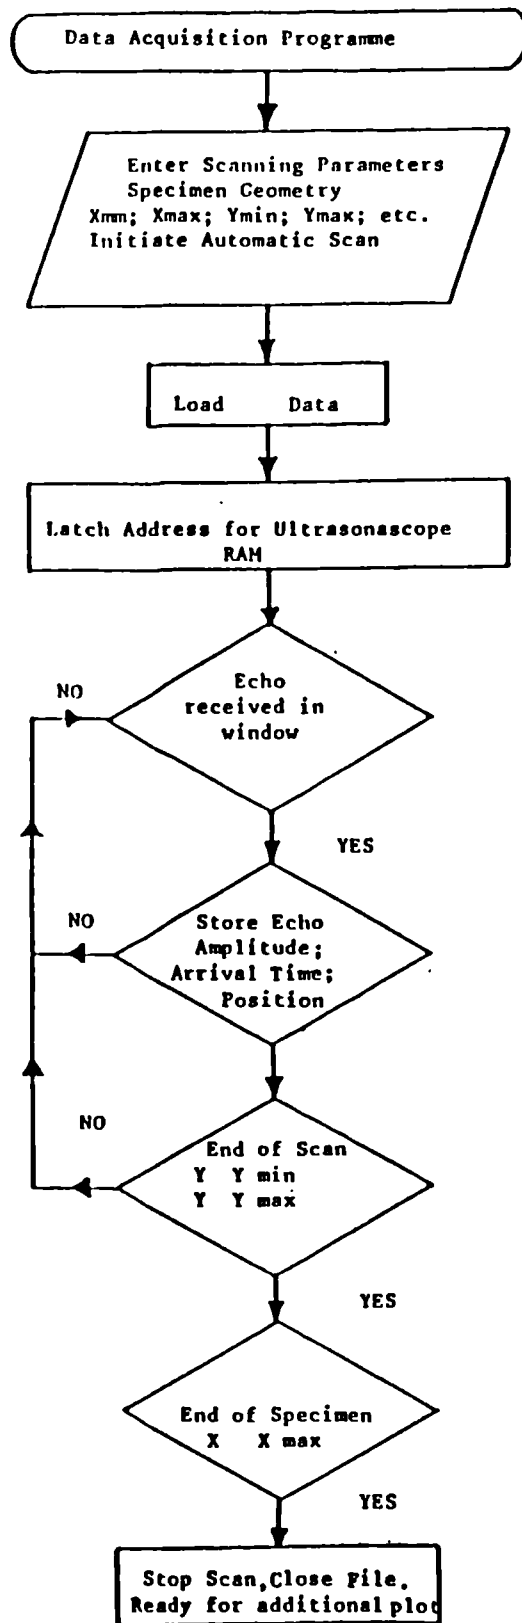 Data Acquisition Programme
Enter Scanning Parameters
Specimen Geometry
Xmm; Xmax; Ymin; Ymax; etc.
Initiate Automatic Scan
Load Data
Latch Address for Ultrasonascope
RAM
Echo
received in
window
NO
YES
Store Echo
Amplitude;
Arrival Time;
Position
NO
End of Scan
Y Y min
Y Y max
NO
YES
End of Specimen
X X max
YES
Stop Scan,Close File.
Ready for additional plot